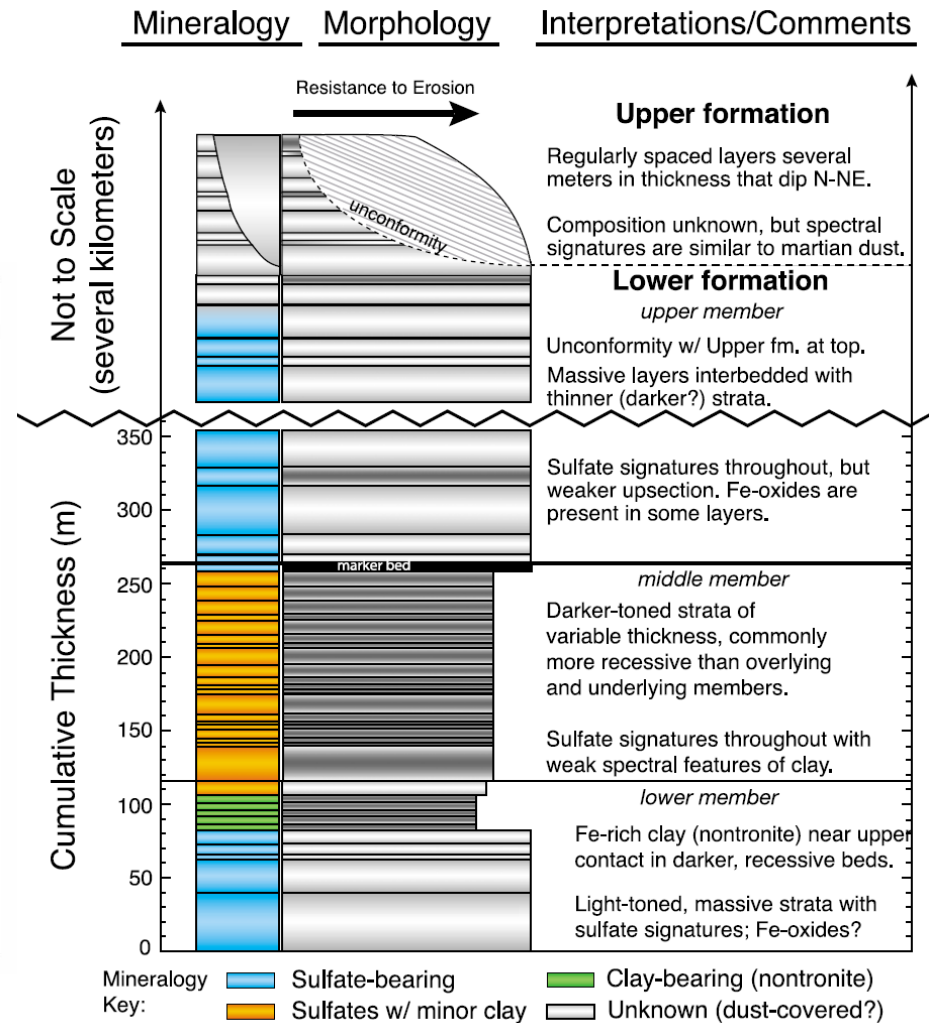 Mineralogy Morphology Interpretations/Comments
Resistance to Erosion
Not to Scale
(several kilometers)
unconformity
Upper formation
Regularly spaced layers several
meters in thickness that dip N-NE.
Composition unknown, but spectral
signatures are similar to martian dust.
Lower formation
upper member
Unconformity w/ Upper fm. at top.
Massive layers interbedded with
thinner (darker?) strata.
Cumulative Thickness (m)
350
300
250
200
150
100
50
0
Sulfate signatures throughout, but
weaker upsection. Fe-oxides are
present in some layers.
marker bed
middle member
Darker-toned strata of
variable thickness, commonly
more recessive than overlying
and underlying members.
Sulfate signatures throughout with
weak spectral features of clay.
lower member
Fe-rich clay (nontronite) near upper
contact in darker, recessive beds.
Light-toned, massive strata with
sulfate signatures; Fe-oxides?
Mineralogy
Key:
Sulfate-bearing
Clay-bearing (nontronite)
Sulfates w/ minor clay
Unknown (dust-covered?)